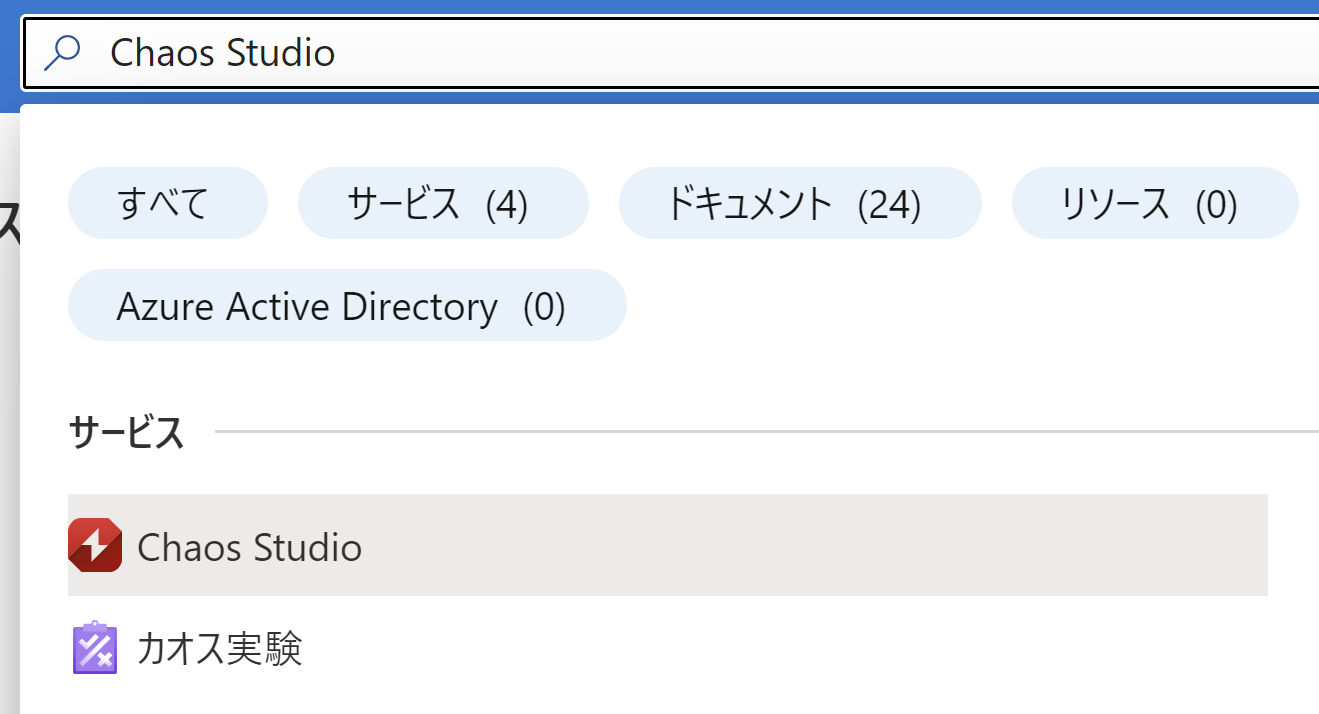 Chaos Studio
すべて サービス (4) ドキュメント (24) リソース (0)
ス
Azure Active Directory (0)
サービス
Chaos Studio
カオス実験